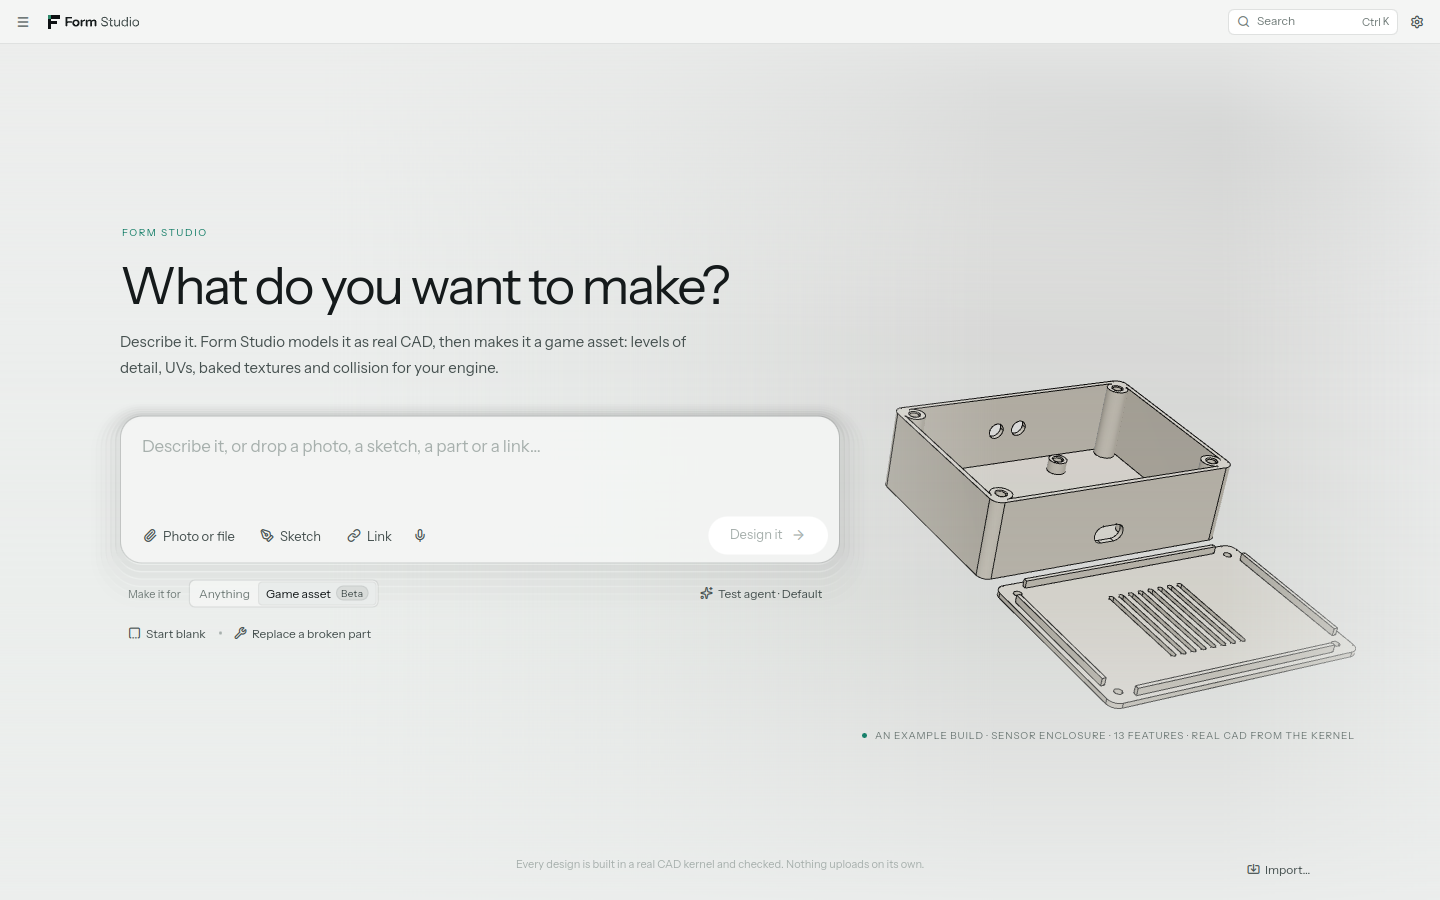 Form Studio
Search
Ctrl K
FORM STUDIO
What do you want to make?
Describe it. Form Studio models it as real CAD, then makes it a game asset: levels of
detail, UVs, baked textures and collision for your engine.
Describe it, or drop a photo, a sketch, a part or a link...
Photo or file
Sketch
Link
Design it
Make it for
Anything
Game asset
Beta
Test agent · Default
Start blank
Replace a broken part
AN EXAMPLE BUILD · SENSOR ENCLOSURE · 13 FEATURES · REAL CAD FROM THE KERNEL
Every design is built in a real CAD kernel and checked. Nothing uploads on its own.
Import...